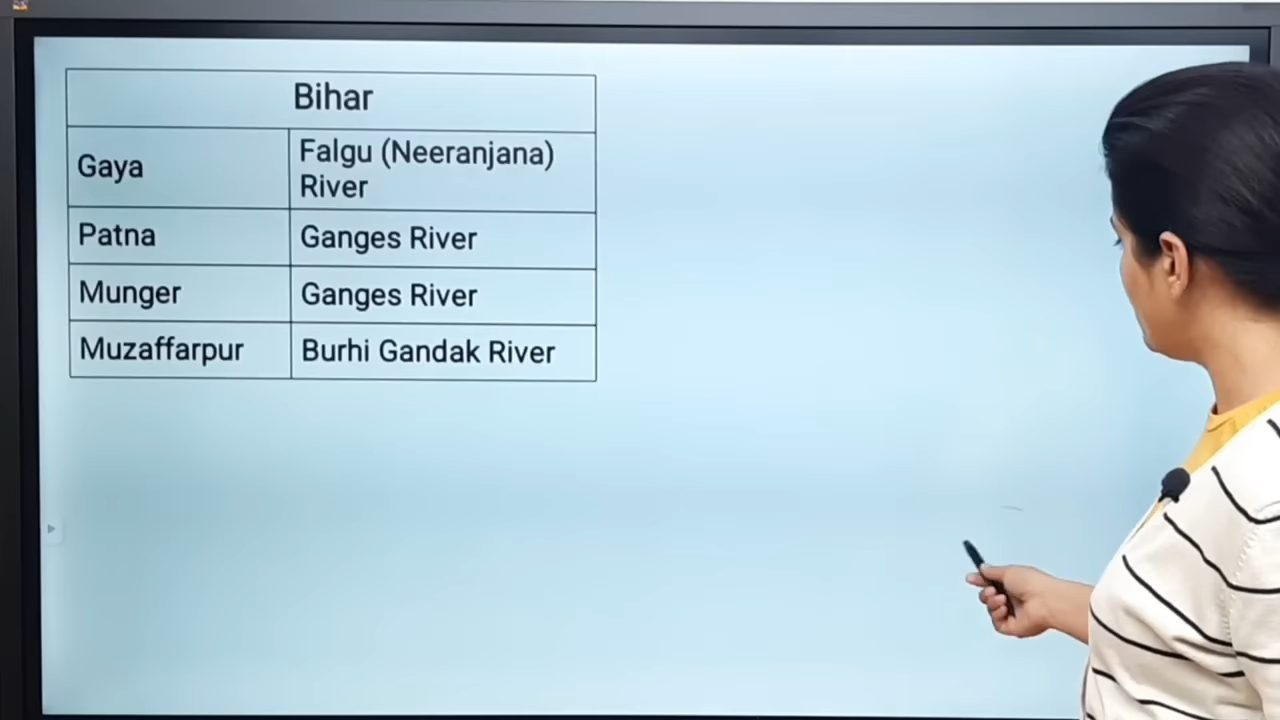 Bihar
Gaya
Falgu (Neeranjana)
River
Patna
Ganges River
Munger
Ganges River
Muzaffarpur
Burhi Gandak River